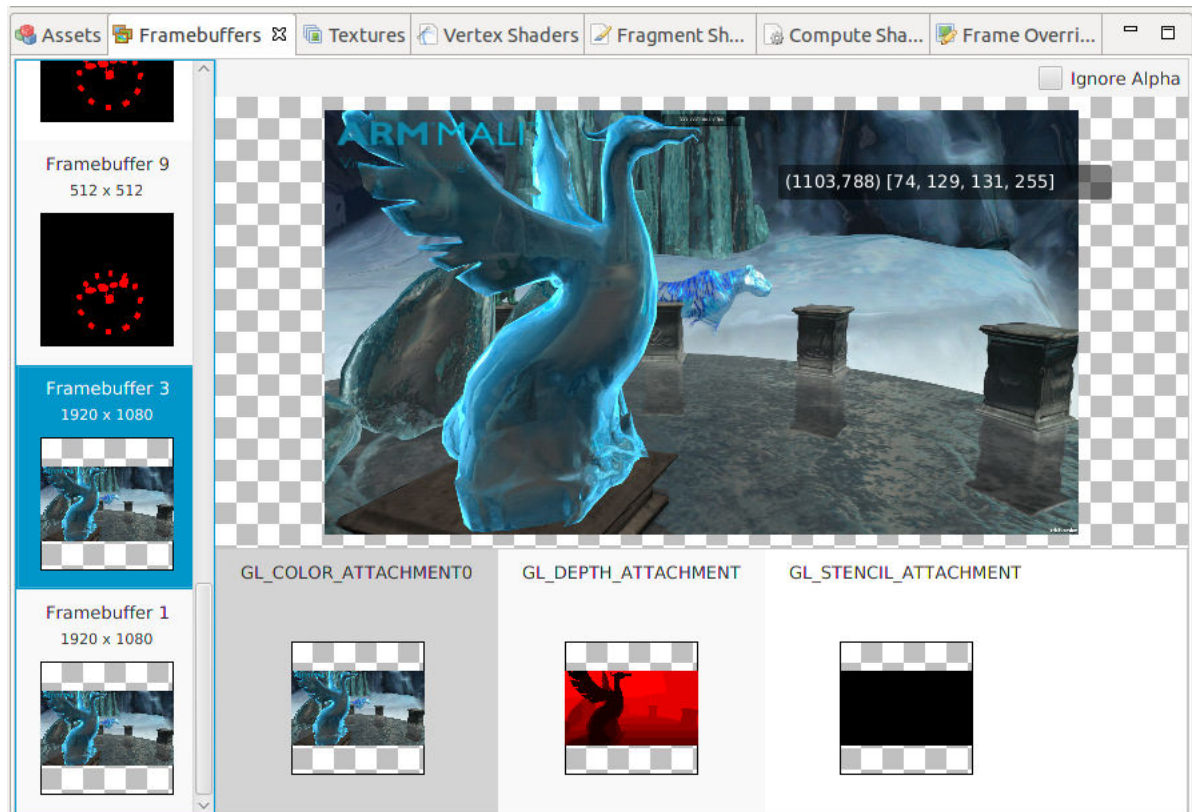 Assets
Framebuffers
Textures
Vertex Shaders
Fragment Sh...
Compute Sha...
Frame Overri...
Ignore Alpha
Framebuffer 9
512 x 512
Framebuffer 3
1920 x 1080
Framebuffer 1
1920 x 1080
ARM MALI
(1103,788) [74, 129, 131, 255]
GL_COLOR_ATTACHMENT0
GL_DEPTH_ATTACHMENT
GL_STENCIL_ATTACHMENT